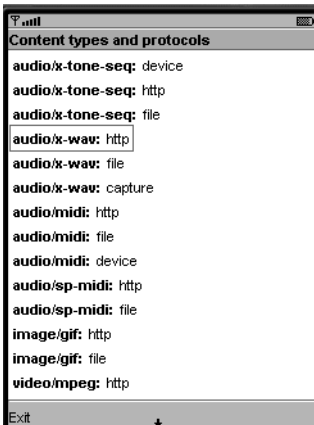 Content types and protocols
audio/x-tone-seq: device
audio/x-tone-seq: http
audio/x-tone-seq: file
audio/x-wav: http
audio/x-wav: file
audio/x-wav: capture
audio/midi: http
audio/midi: file
audio/midi: device
audio/sp-midi: http
audio/sp-midi: file
image/gif: http
image/gif: file
video/mpeg: http
Exit